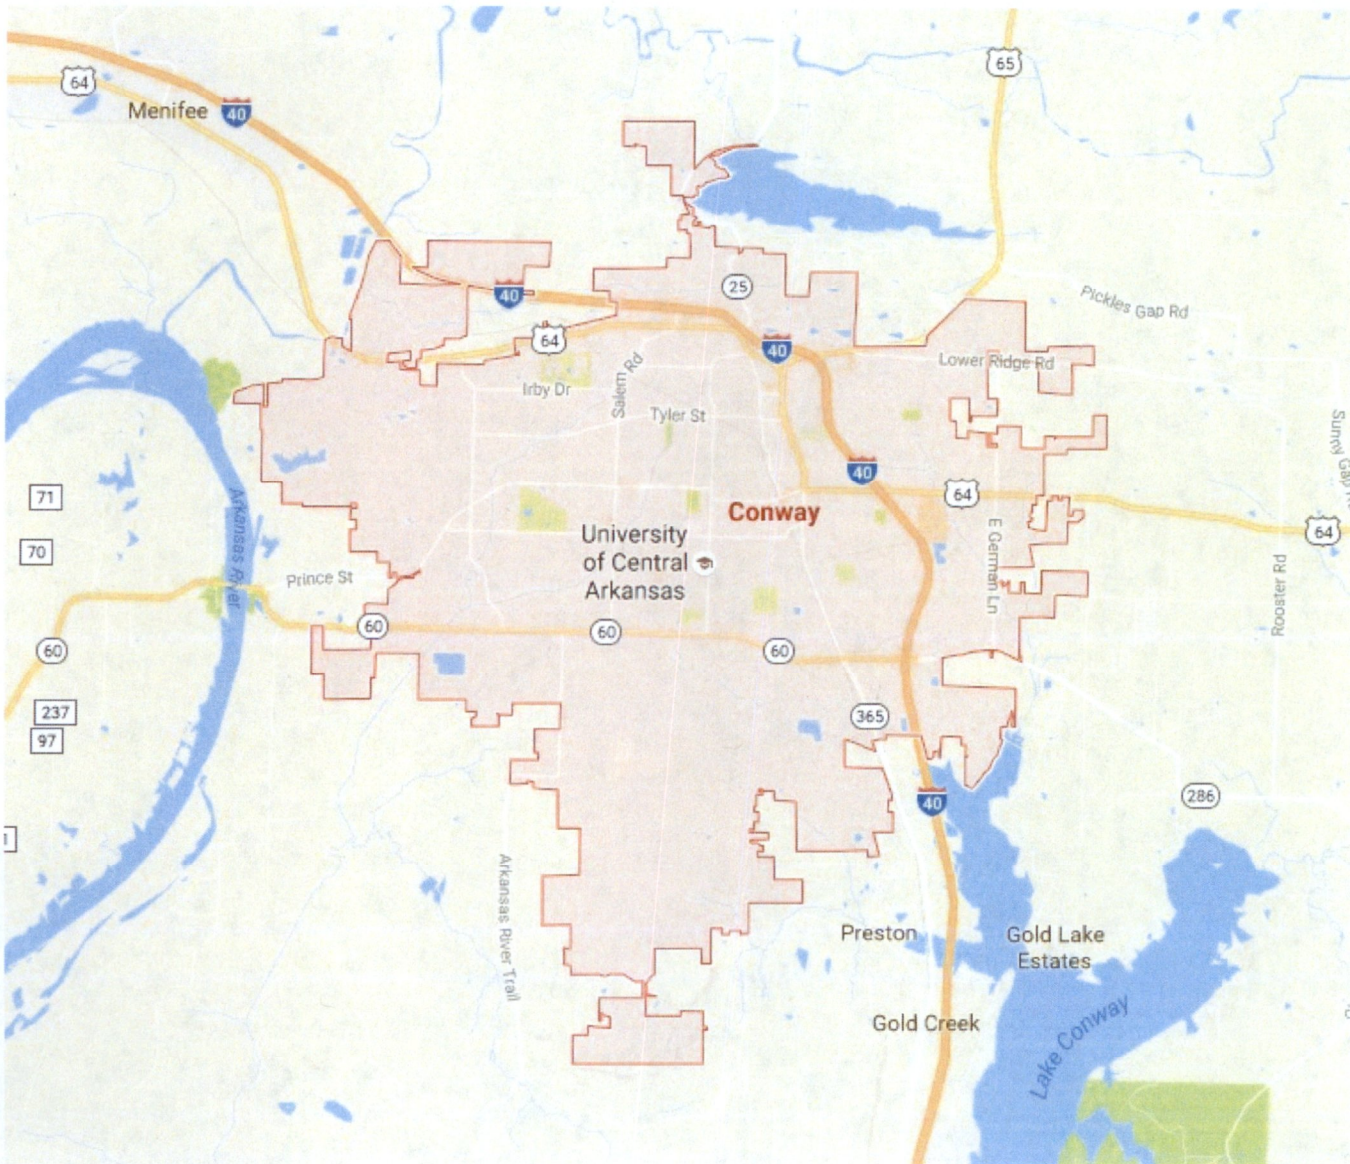 65
64
Menifee
40
25
40
Pickles Gap Rd
64
40
Lower Ridge Rd
Irby Dr
Salem Rd
Tyler St
40
71
64
Conway
Arkansas River
University
of Central
Arkansas
E German Ln
64
70
Prince St
Rooster Rd
60
60
60
60
237
365
97
286
40
1
Arkansas River Trail
Preston
Gold Lake
Estates
Gold Creek
Lake Conway